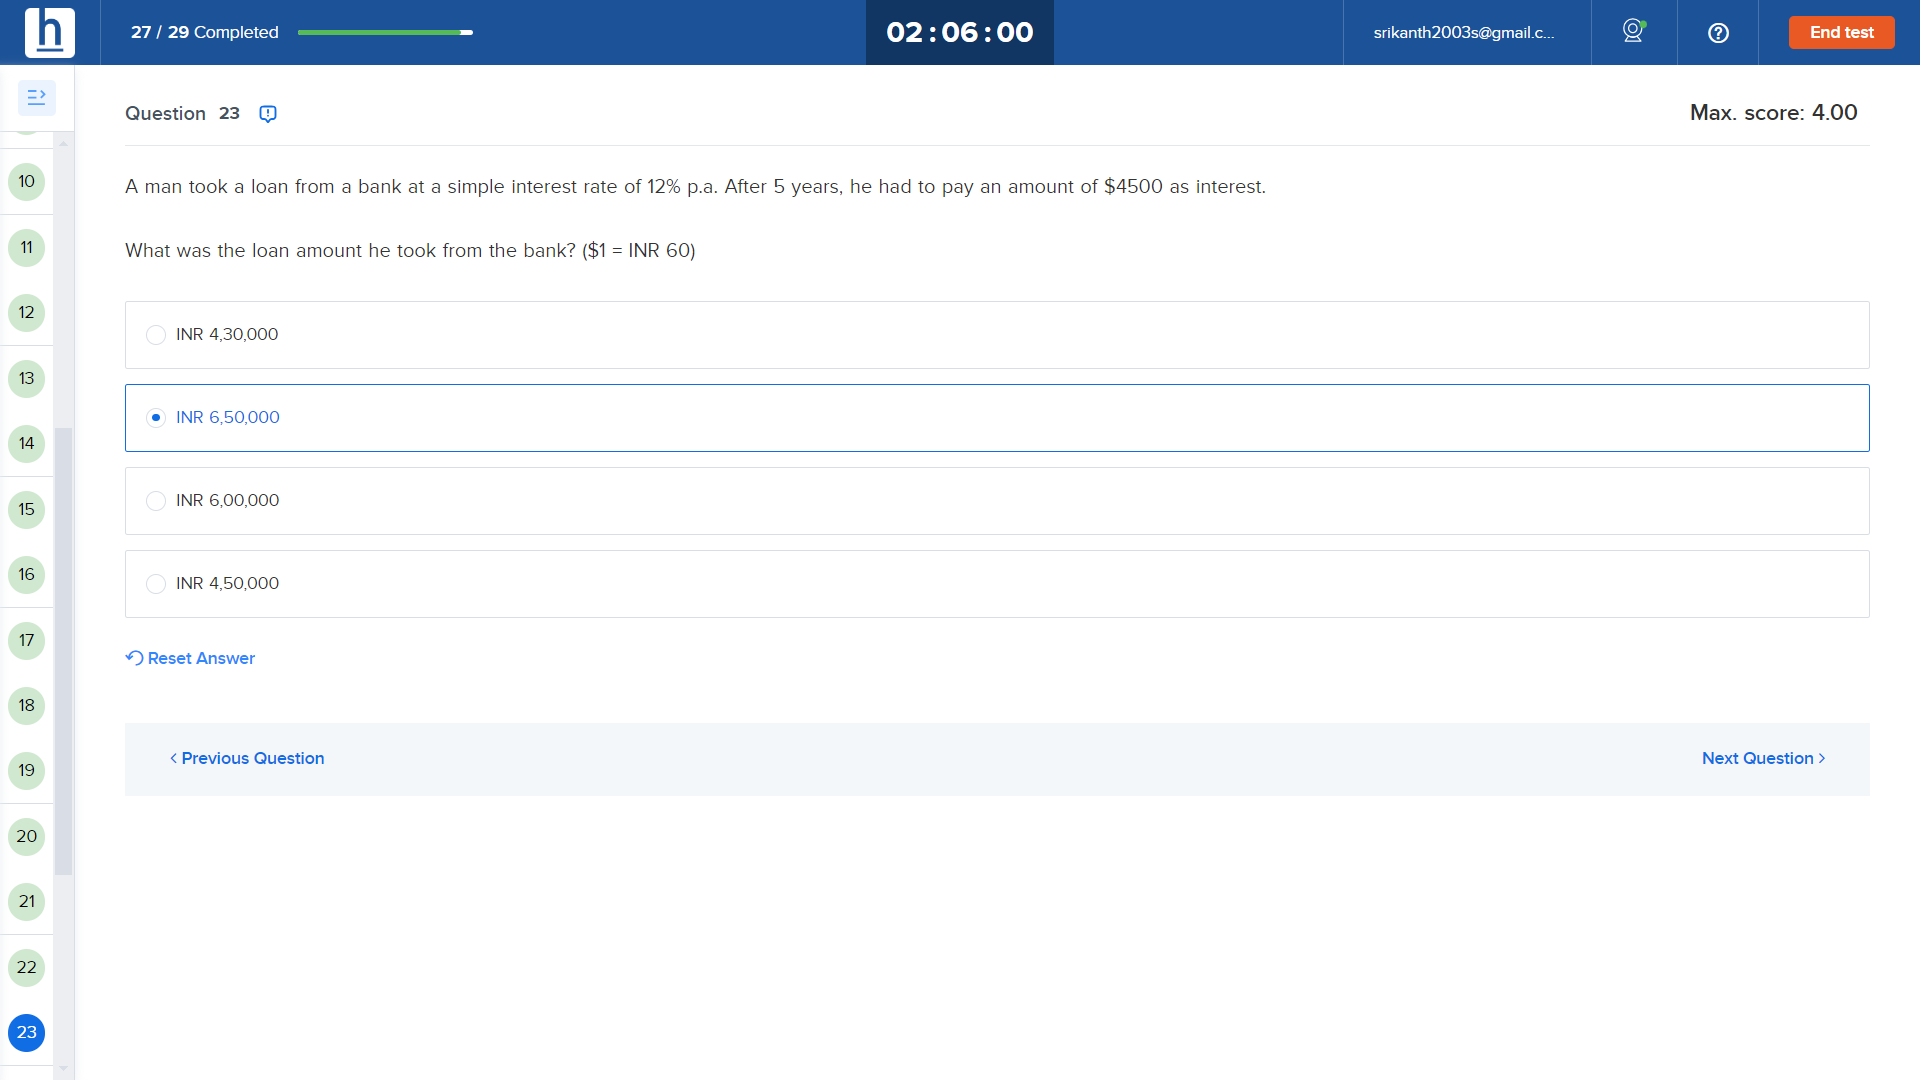 h
27 / 29 Completed
02 : 06 : 00
srikanth2003s@gmail.c...
End test
Question 23
Max. score: 4.00
A man took a loan from a bank at a simple interest rate of 12% p.a. After 5 years, he had to pay an amount of $4500 as interest.
What was the loan amount he took from the bank? ($1 = INR 60)
INR 4,30,000
INR 6,50,000
INR 6,00,000
INR 4,50,000
Reset Answer
Previous Question
Next Question
10
11
12
13
14
15
16
17
18
19
20
21
22
23